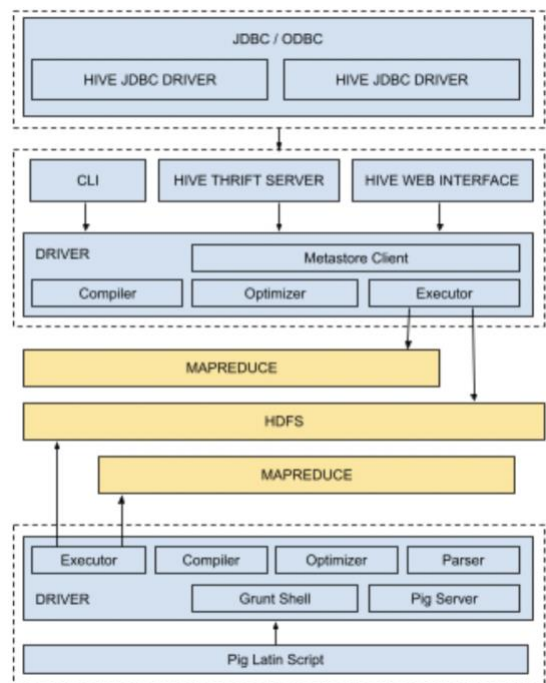 JDBC / ODBC
HIVE JDBC DRIVER
HIVE JDBC DRIVER
CLI
HIVE THRIFT SERVER
HIVE WEB INTERFACE
DRIVER
Metastore Client
Compiler
Optimizer
Executor
MAPREDUCE
HDFS
MAPREDUCE
Executor
Compiler
Optimizer
Parser
DRIVER
Grunt Shell
Pig Server
Pig Latin Script